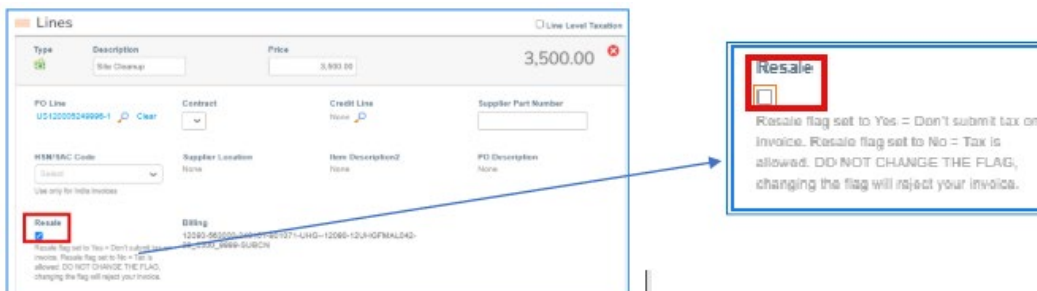 Lines
Line Level Taxation
Type Description Price
Site Cleanup 3,500.00 3,500.00
PO Line Contract Credit Line Supplier Part Number
US120005249996-1 Clear None
HSN/SAC Code Supplier Location Item Description2 PO Description
Select None None None
Use only for India invoices
Resale Billing
Resale flag set to Yes = Don't submit tax on
invoice. Resale flag set to No = Tax is
allowed. DO NOT CHANGE THE FLAG,
changing the flag will reject your invoice.
Resale
Resale flag set to Yes = Don't submit tax on
invoice. Resale flag set to No = Tax is
allowed. DO NOT CHANGE THE FLAG,
changing the flag will reject your invoice.